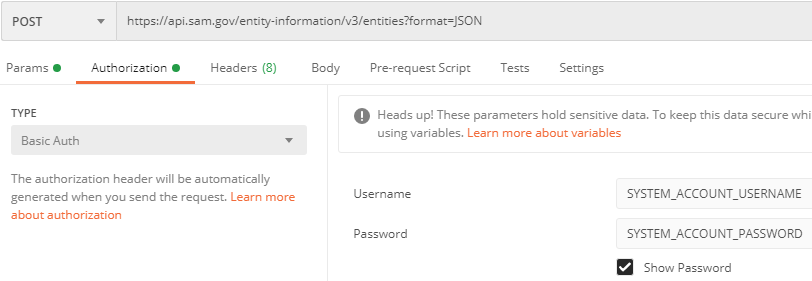 POST https://api.sam.gov/entity-information/v3/entities?format=JSON
Params Authorization Headers (8) Body Pre-request Script Tests Settings
TYPE
Basic Auth
The authorization header will be automatically
generated when you send the request. Learn more
about authorization
Heads up! These parameters hold sensitive data. To keep this data secure whi
using variables. Learn more about variables
Username SYSTEM_ACCOUNT_USERNAME
Password SYSTEM_ACCOUNT_PASSWORD
Show Password